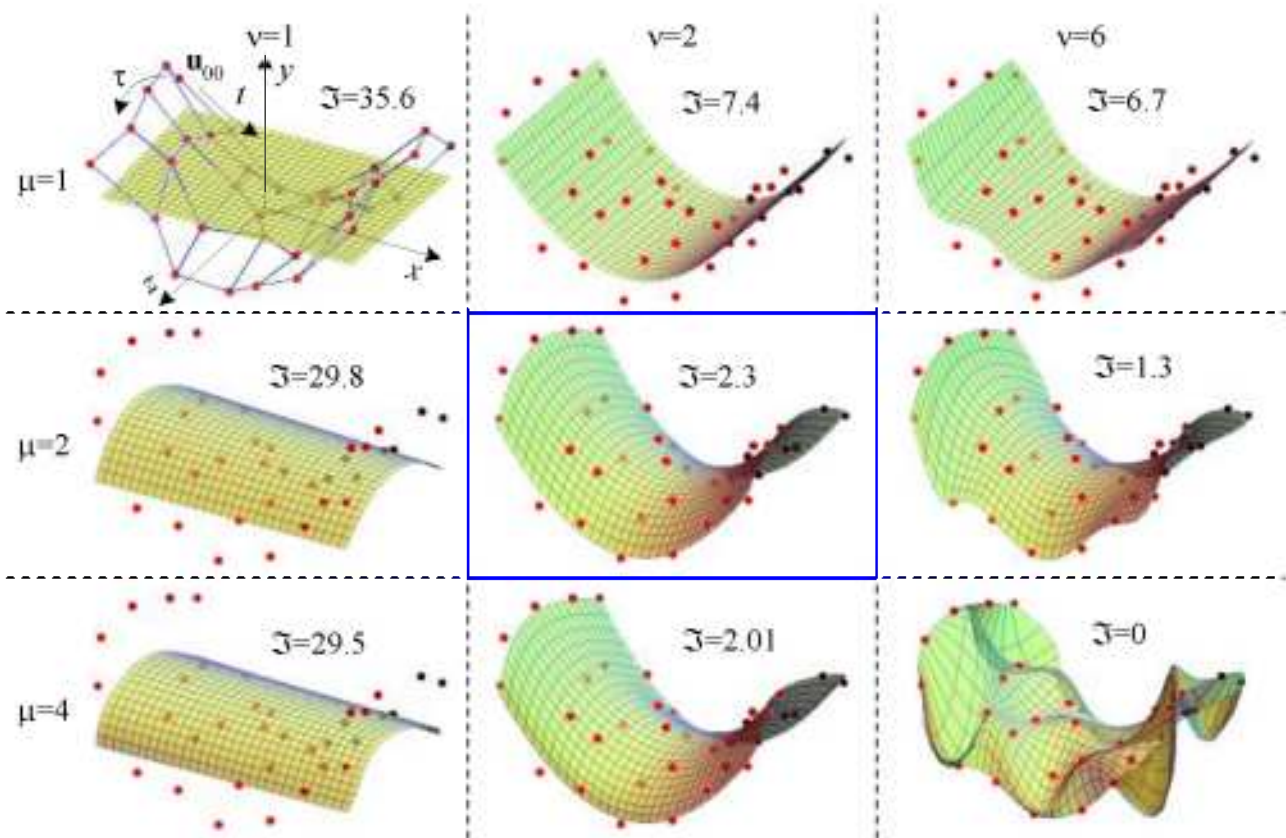 ν=1
ν=2
ν=6
τ
u₀₀
t
y
ℑ=35.6
ℑ=7.4
ℑ=6.7
μ=1
x
z
ℑ=29.8
ℑ=2.3
ℑ=1.3
μ=2
ℑ=29.5
ℑ=2.01
ℑ=0
μ=4